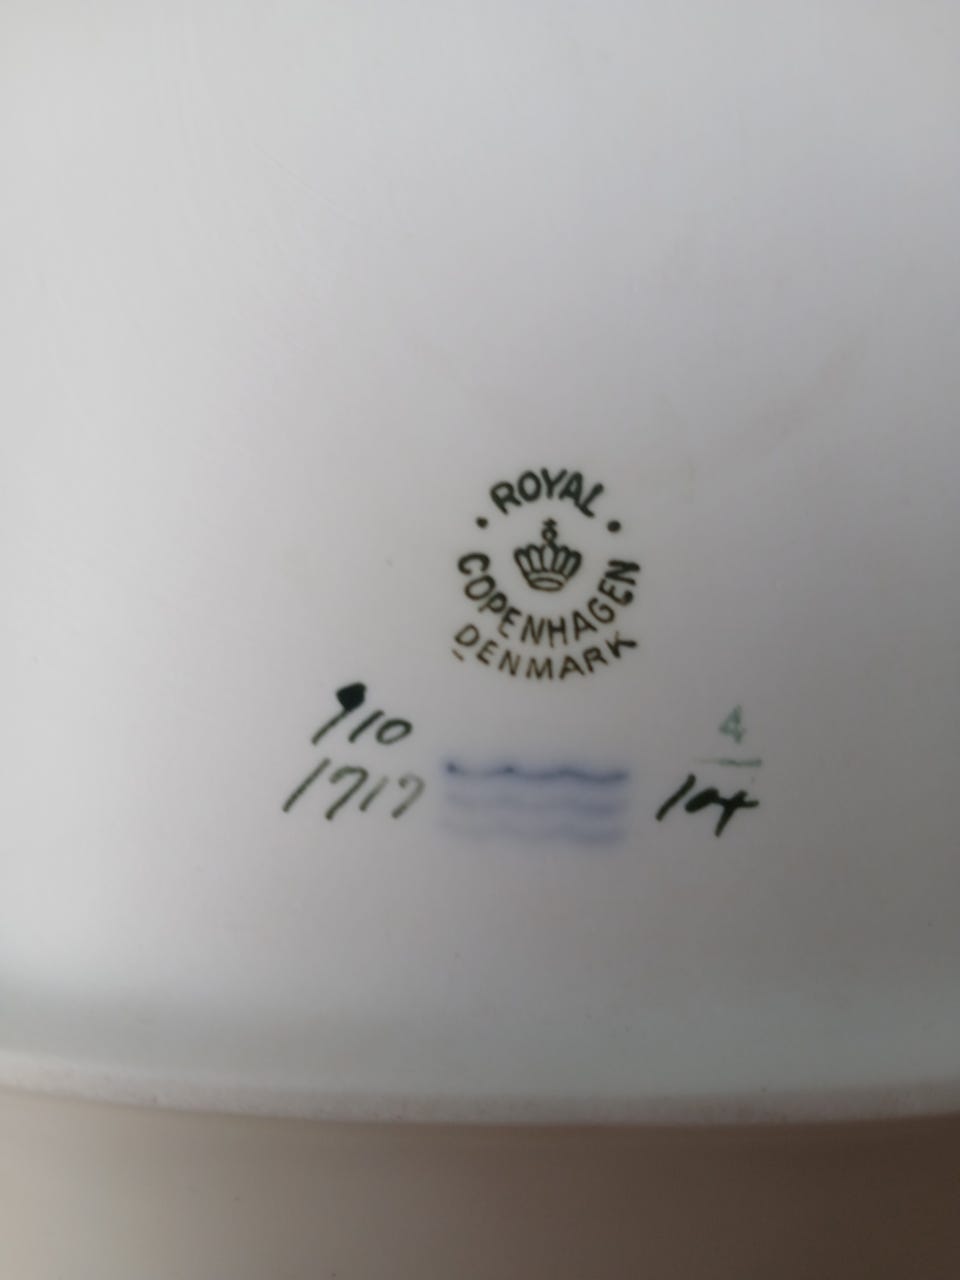 ROYAL
COPENHAGEN
DENMARK
910
1717
4
104